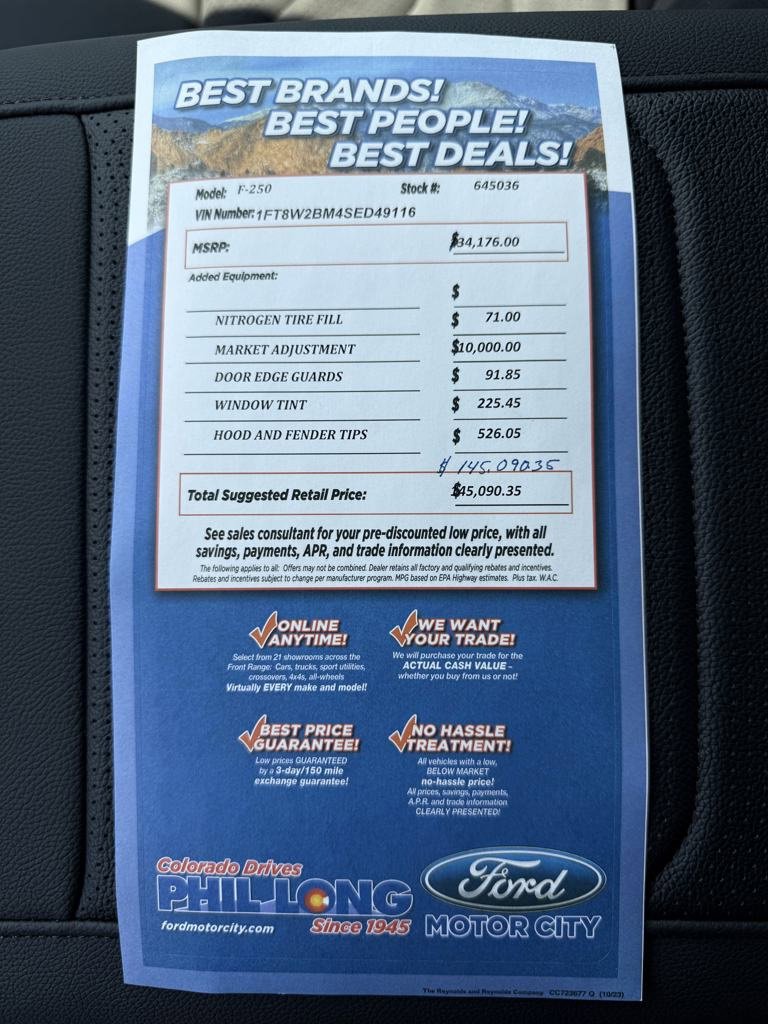 BEST BRANDS!
BEST PEOPLE!
BEST DEALS!
Model: F-250 Stock #: 645036
VIN Number: 1FT8W2BM4SED49116
MSRP: $34,176.00
Added Equipment:
$
NITROGEN TIRE FILL $ 71.00
MARKET ADJUSTMENT $10,000.00
DOOR EDGE GUARDS $ 91.85
WINDOW TINT $ 225.45
HOOD AND FENDER TIPS $ 526.05
$ 145,090.35
Total Suggested Retail Price: $45,090.35
See sales consultant for your pre-discounted low price, with all
savings, payments, APR, and trade information clearly presented.
The following applies to all: Offers may not be combined. Dealer retains all factory and qualifying rebates and incentives.
Rebates and incentives subject to change per manufacturer program. MPG based on EPA Highway estimates. Plus tax. W.A.C.
ONLINE
ANYTIME!
Select from 21 showrooms across the
Front Range: Cars, trucks, sport utilities,
crossovers, 4x4s, all-wheels
Virtually EVERY make and model!
WE WANT
YOUR TRADE!
We will purchase your trade for the
ACTUAL CASH VALUE –
whether you buy from us or not!
BEST PRICE
GUARANTEE!
Low prices GUARANTEED
by a 3-day/150 mile
exchange guarantee!
NO HASSLE
TREATMENT!
All vehicles with a low,
BELOW MARKET
no-hassle price!
All prices, savings, payments,
A.P.R. and trade information
CLEARLY PRESENTED!
Colorado Drives
PHIL LONG
fordmotorcity.com Since 1945
Ford
MOTOR CITY
The Reynolds and Reynolds Company CC723677 Q (10/23)